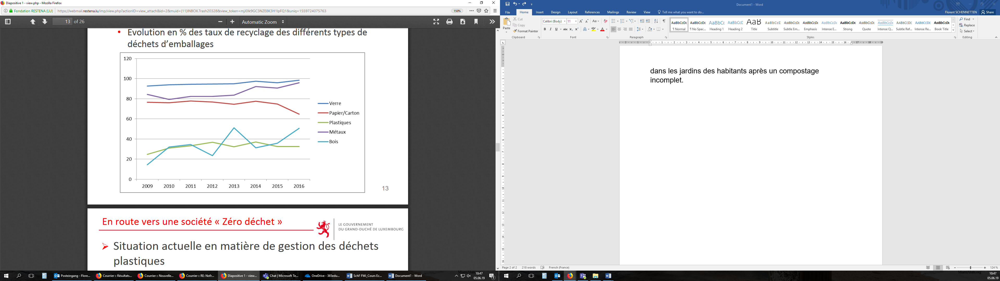 Diapositive 1 - view.php - Mozilla Firefox
Fondation RESTENA (LU)
https://webmail.restena.lu/imp/view.php?actionID=view_attach&id=2&muid={11}INBOX.Trash20328&view_token=mjJ0lk9GC3NZE8K3H1lpFQ1&uniq=1559724075763
150%
13 of 26
Automatic Zoom
• Evolution en % des taux de recyclage des différents types de
déchets d'emballages
120
100
80
60
40
20
0
2009 2010 2011 2012 2013 2014 2015 2016
Verre
Papier/Carton
Plastiques
Métaux
Bois
13
En route vers une société « Zéro déchet »
LE GOUVERNEMENT
DU GRAND-DUCHÉ DE LUXEMBOURG
Situation actuelle en matière de gestion des déchets
plastiques
Posteingang - Flore...
Courrier :: Résultats...
Courrier :: Nouvelle...
Courrier :: RE: Nofr...
Diapositive 1 - view...
Chat | Microsoft Te...
OneDrive - 365edu...
SchF FWi_Cours Ec...
Document1 - Word
10:47
05.06.19
Document1 - Word
File Home Insert Design Layout References Mailings Review View Tell me what you want to do...
Florent SCHENNETTEN Share
Paste
Cut
Copy
Format Painter
Clipboard
Calibri (Body) 11
Font
Paragraph
AaBbCcDc ¶ Normal
AaBbCcDc ¶ No Spac...
AaBbCc Heading 1
AaBbCcE Heading 2
AaB Title
AaBbCcE Subtitle
AaBbCcDc Subtle Em...
AaBbCcDc Emphasis
AaBbCcDc Intense E...
AaBbCcDc Strong
AaBbCcDc Quote
AaBbCcDc Intense Q...
AABBCCDE Subtle Ref...
AABBCCDE Intense Re...
AaBbCcDc Book Title
Styles
Find
Replace
Select
Editing
dans les jardins des habitants après un compostage
incomplet.
Page 2 of 2 218 words French (France)
124 %
10:47
05.06.19